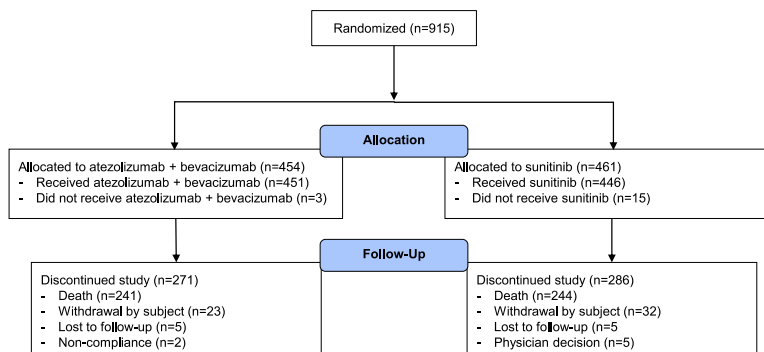 Randomized (n=915)
Allocation
Allocated to atezolizumab + bevacizumab (n=454)
- Received atezolizumab + bevacizumab (n=451)
- Did not receive atezolizumab + bevacizumab (n=3)
Allocated to sunitinib (n=461)
- Received sunitinib (n=446)
- Did not receive sunitinib (n=15)
Follow-Up
Discontinued study (n=271)
- Death (n=241)
- Withdrawal by subject (n=23)
- Lost to follow-up (n=5)
- Non-compliance (n=2)
Discontinued study (n=286)
- Death (n=244)
- Withdrawal by subject (n=32)
- Lost to follow-up (n=5
- Physician decision (n=5)